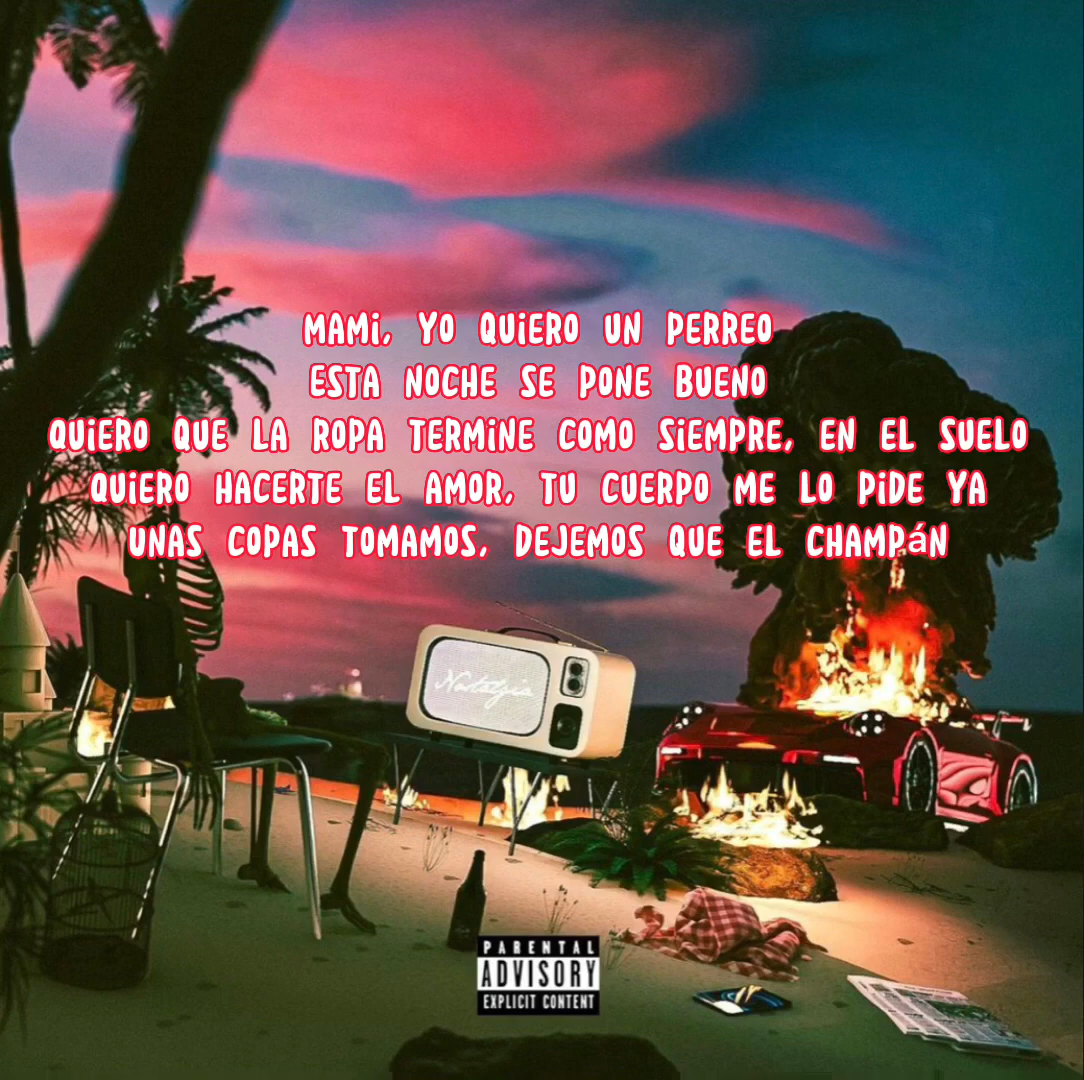 MAMi, YO QUiERO UN PERREO
ESTA NOCHE SE PONE BUENO
QUiERO QUE LA ROPA TERMiNE COMO SiEMPRE, EN EL SUELO
QUiERO HACERTE EL AMOR, TU CUERPO ME LO PiDE YA
UNAS COPAS TOMAMOS, DEJEMOS QUE EL CHAMPáN
Nostalgia
PARENTAL
ADVISORY
EXPLICIT CONTENT